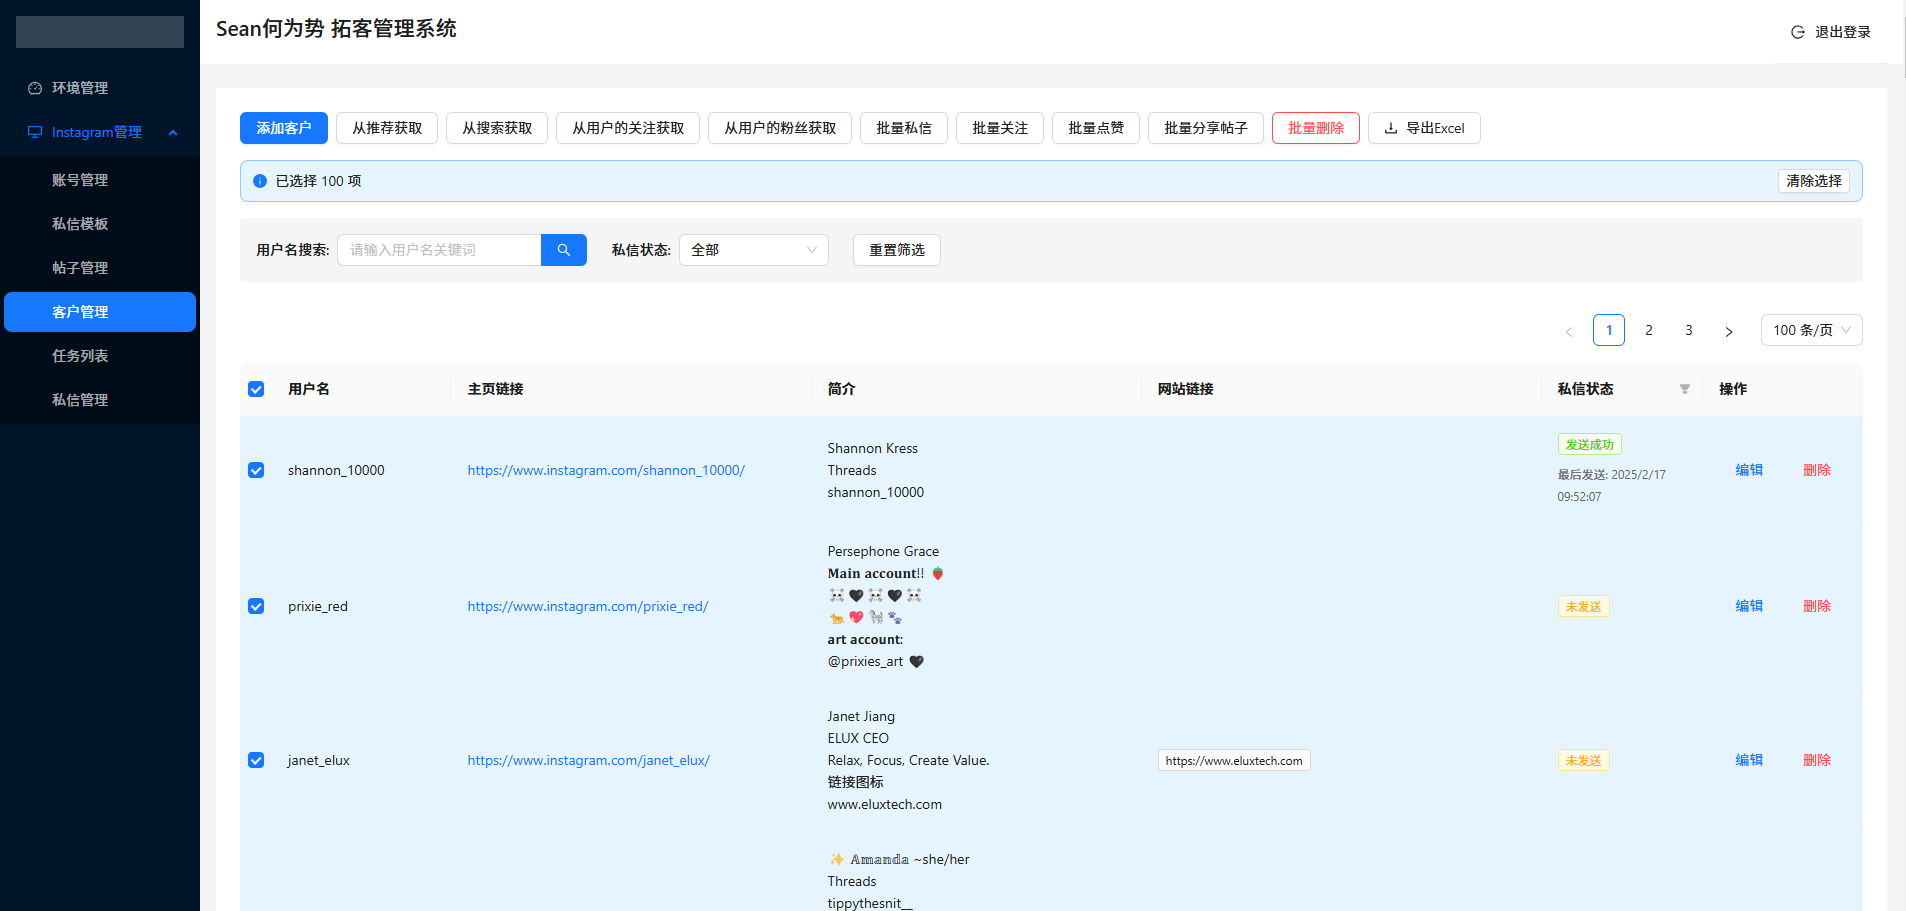 Sean何为势 拓客管理系统
退出登录
环境管理
Instagram管理
账号管理
私信模板
帖子管理
客户管理
任务列表
私信管理
添加客户 从推荐获取 从搜索获取 从用户的关注获取 从用户的粉丝获取 批量私信 批量关注 批量点赞 批量分享帖子 批量删除 导出Excel
已选择 100 项 清除选择
用户名搜索: 请输入用户名关键词 私信状态: 全部 重置筛选
1 2 3 100 条/页
用户名 主页链接 简介 网站链接 私信状态 操作
shannon_10000 https://www.instagram.com/shannon_10000/
Shannon Kress
Threads
shannon_10000
发送成功
最后发送: 2025/2/17
09:52:07
编辑 删除
prixie_red https://www.instagram.com/prixie_red/
Persephone Grace
𝐌𝐚𝐢𝐧 𝐚𝐜𝐜𝐨𝐮𝐧𝐭!! 🍓
☠️🖤☠️🖤☠️
🐆💖🐩🐾
𝐚𝐫𝐭 𝐚𝐜𝐜𝐨𝐮𝐧𝐭:
@prixies_art 🖤
未发送
编辑 删除
janet_elux https://www.instagram.com/janet_elux/
Janet Jiang
ELUX CEO
Relax, Focus, Create Value.
链接图标
www.eluxtech.com
https://www.eluxtech.com
未发送
编辑 删除
✨ 𝔸𝕞𝕒𝕟𝕕𝕒 ~she/her
Threads
tippythesnit__